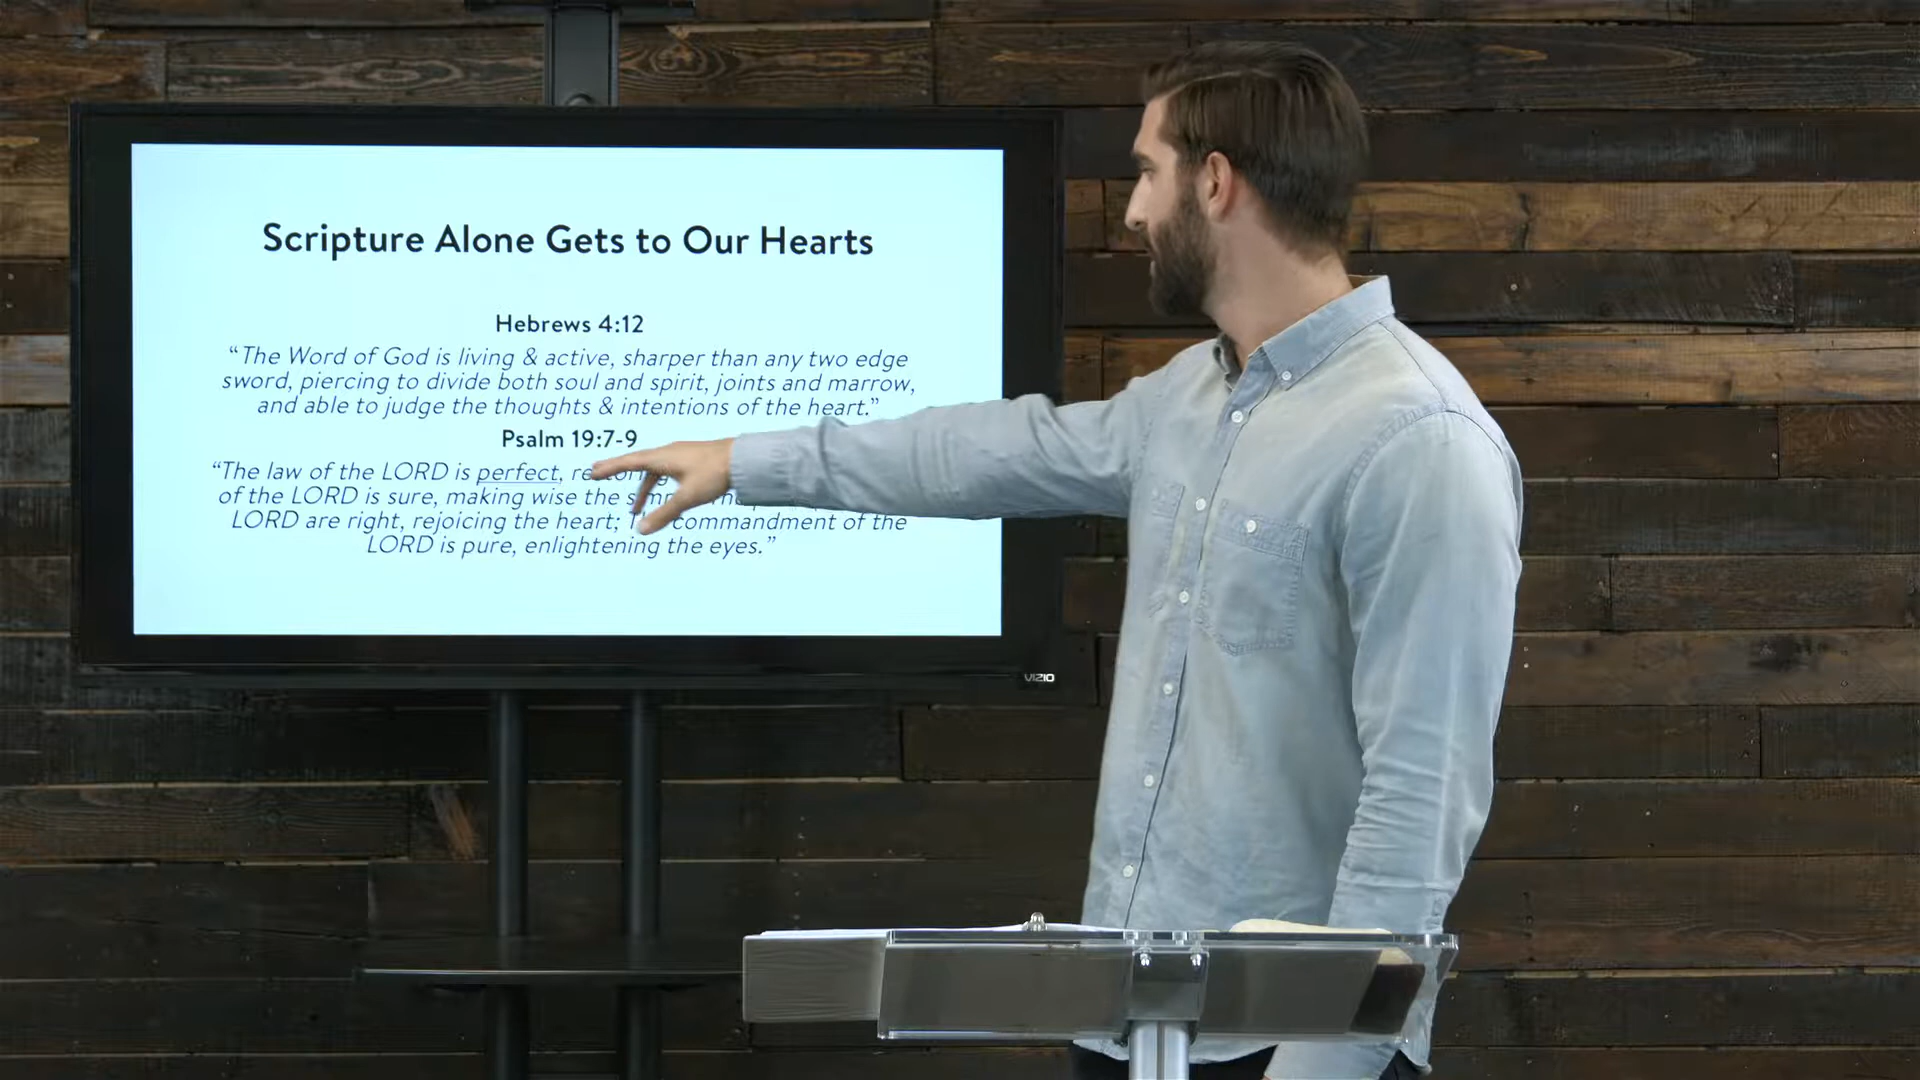 Scripture Alone Gets to Our Hearts
Hebrews 4:12
“The Word of God is living & active, sharper than any two edge
sword, piercing to divide both soul and spirit, joints and marrow,
and able to judge the thoughts & intentions of the heart.”
Psalm 19:7-9
“The law of the LORD is perfect,
of the LORD is sure, making wise the
LORD are right, rejoicing the heart; commandment of the
LORD is pure, enlightening the eyes.”
VIZIO